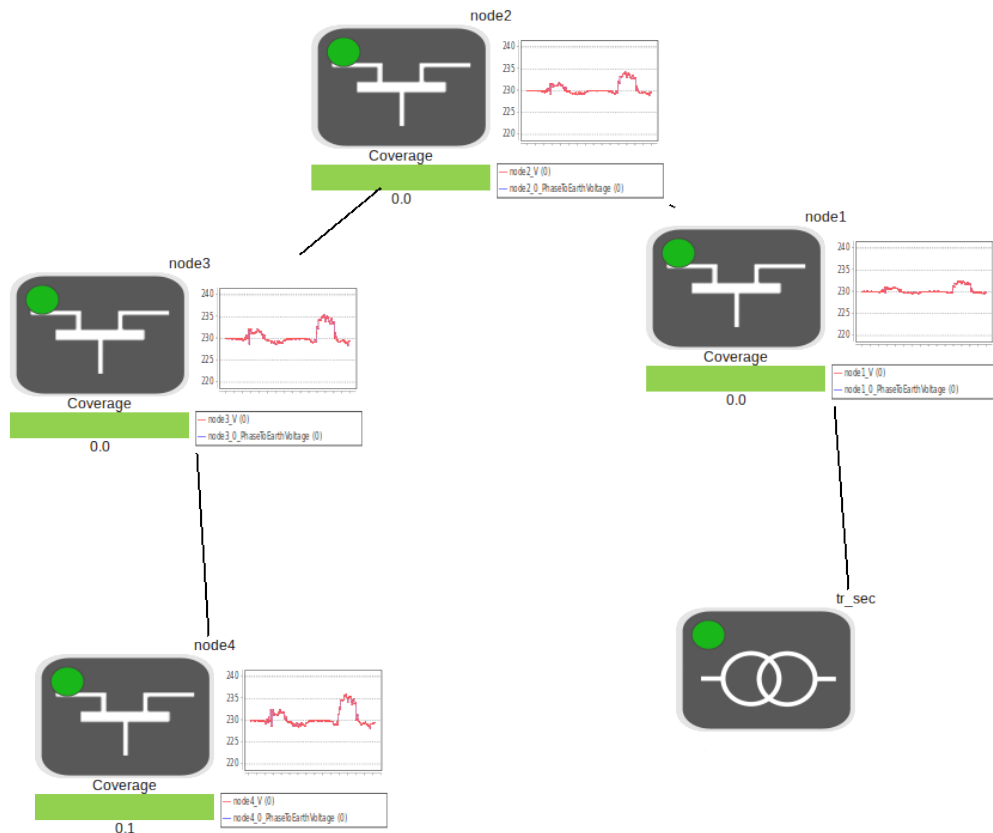 node2
240
235
230
225
220
Coverage
0.0
node2_V (0)
node2_0_PhaseToEarthVoltage (0)
node1
240
235
230
225
220
Coverage
0.0
node1_V (0)
node1_0_PhaseToEarthVoltage (0)
node3
240
235
230
225
220
Coverage
0.0
node3_V (0)
node3_0_PhaseToEarthVoltage (0)
tr_sec
node4
240
235
230
225
220
Coverage
0.1
node4_V (0)
node4_0_PhaseToEarthVoltage (0)